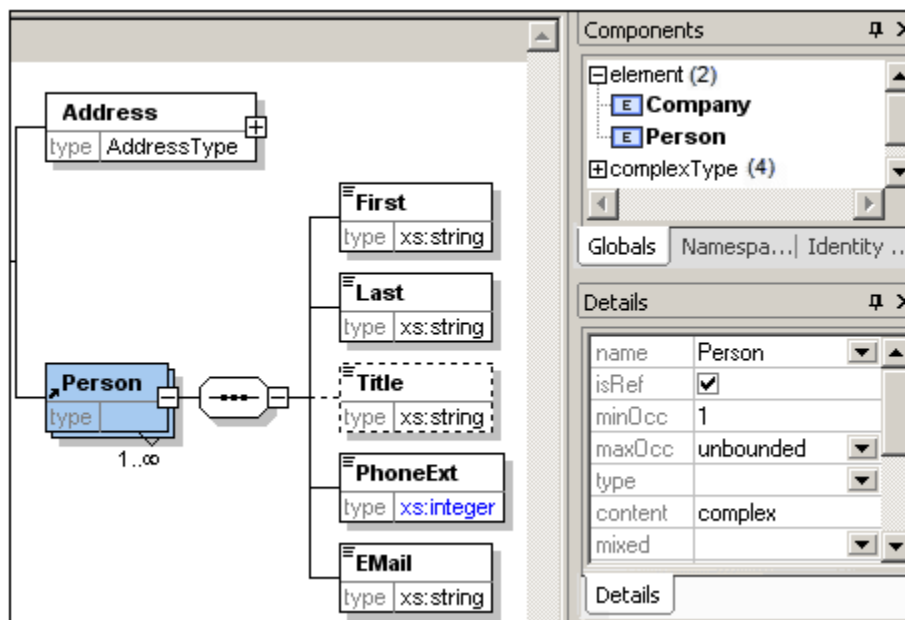 Components
element (2)
E Company
E Person
complexType (4)
Globals Namespa... Identity ...
Address
type AddressType
First
type xs:string
Last
type xs:string
Person
type
1..∞
Title
type xs:string
PhoneExt
type xs:integer
EMail
type xs:string
Details
name Person
isRef
minOcc 1
maxOcc unbounded
type
content complex
mixed
Details